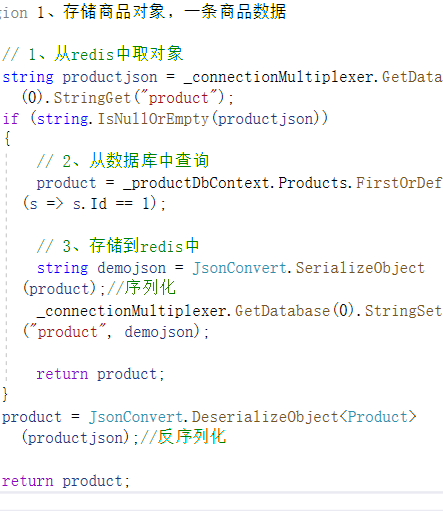 gion 1、存储商品对象，一条商品数据
// 1、从redis中取对象
string productjson = _connectionMultiplexer.GetData
(0).StringGet("product");
if (string.IsNullOrEmpty(productjson))
{
// 2、从数据库中查询
product = _productDbContext.Products.FirstOrDef
(s => s.Id == 1);
// 3、存储到redis中
string demojson = JsonConvert.SerializeObject
(product);//序列化
_connectionMultiplexer.GetDatabase(0).StringSet
("product", demojson);
return product;
}
product = JsonConvert.DeserializeObject<Product>
(productjson);//反序列化
return product;